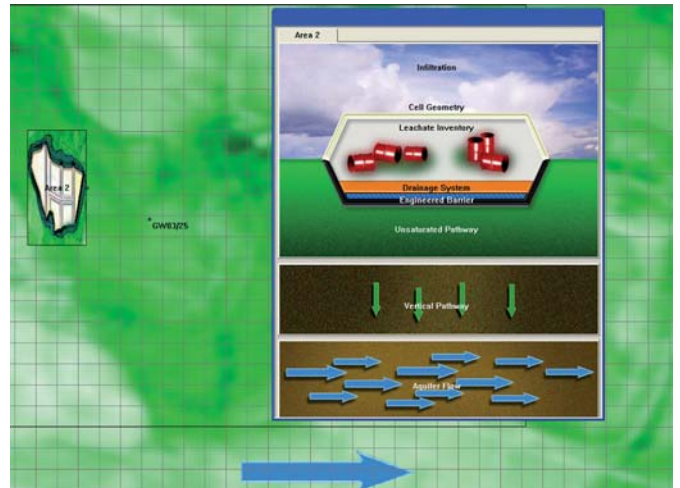 Area 2
Infiltration
Cell Geometry
Leachate Inventory
Drainage System
Engineered Barrier
Unsaturated Pathway
Vertical Pathway
Aquifer Flow
Area 2
GW03/25